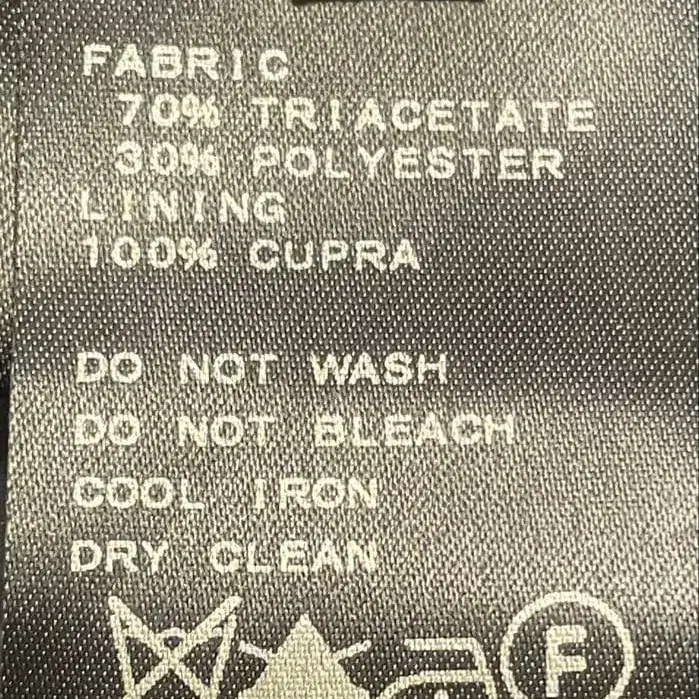 FABRIC
70% TRIACETATE
30% POLYESTER
LINING
100% CUPRA
DO NOT WASH
DO NOT BLEACH
COOL IRON
DRY CLEAN
F